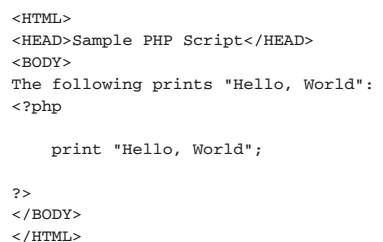 <HTML>
<HEAD>Sample PHP Script</HEAD>
<BODY>
The following prints "Hello, World":
<?php
print "Hello, World";
?>
</BODY>
</HTML>